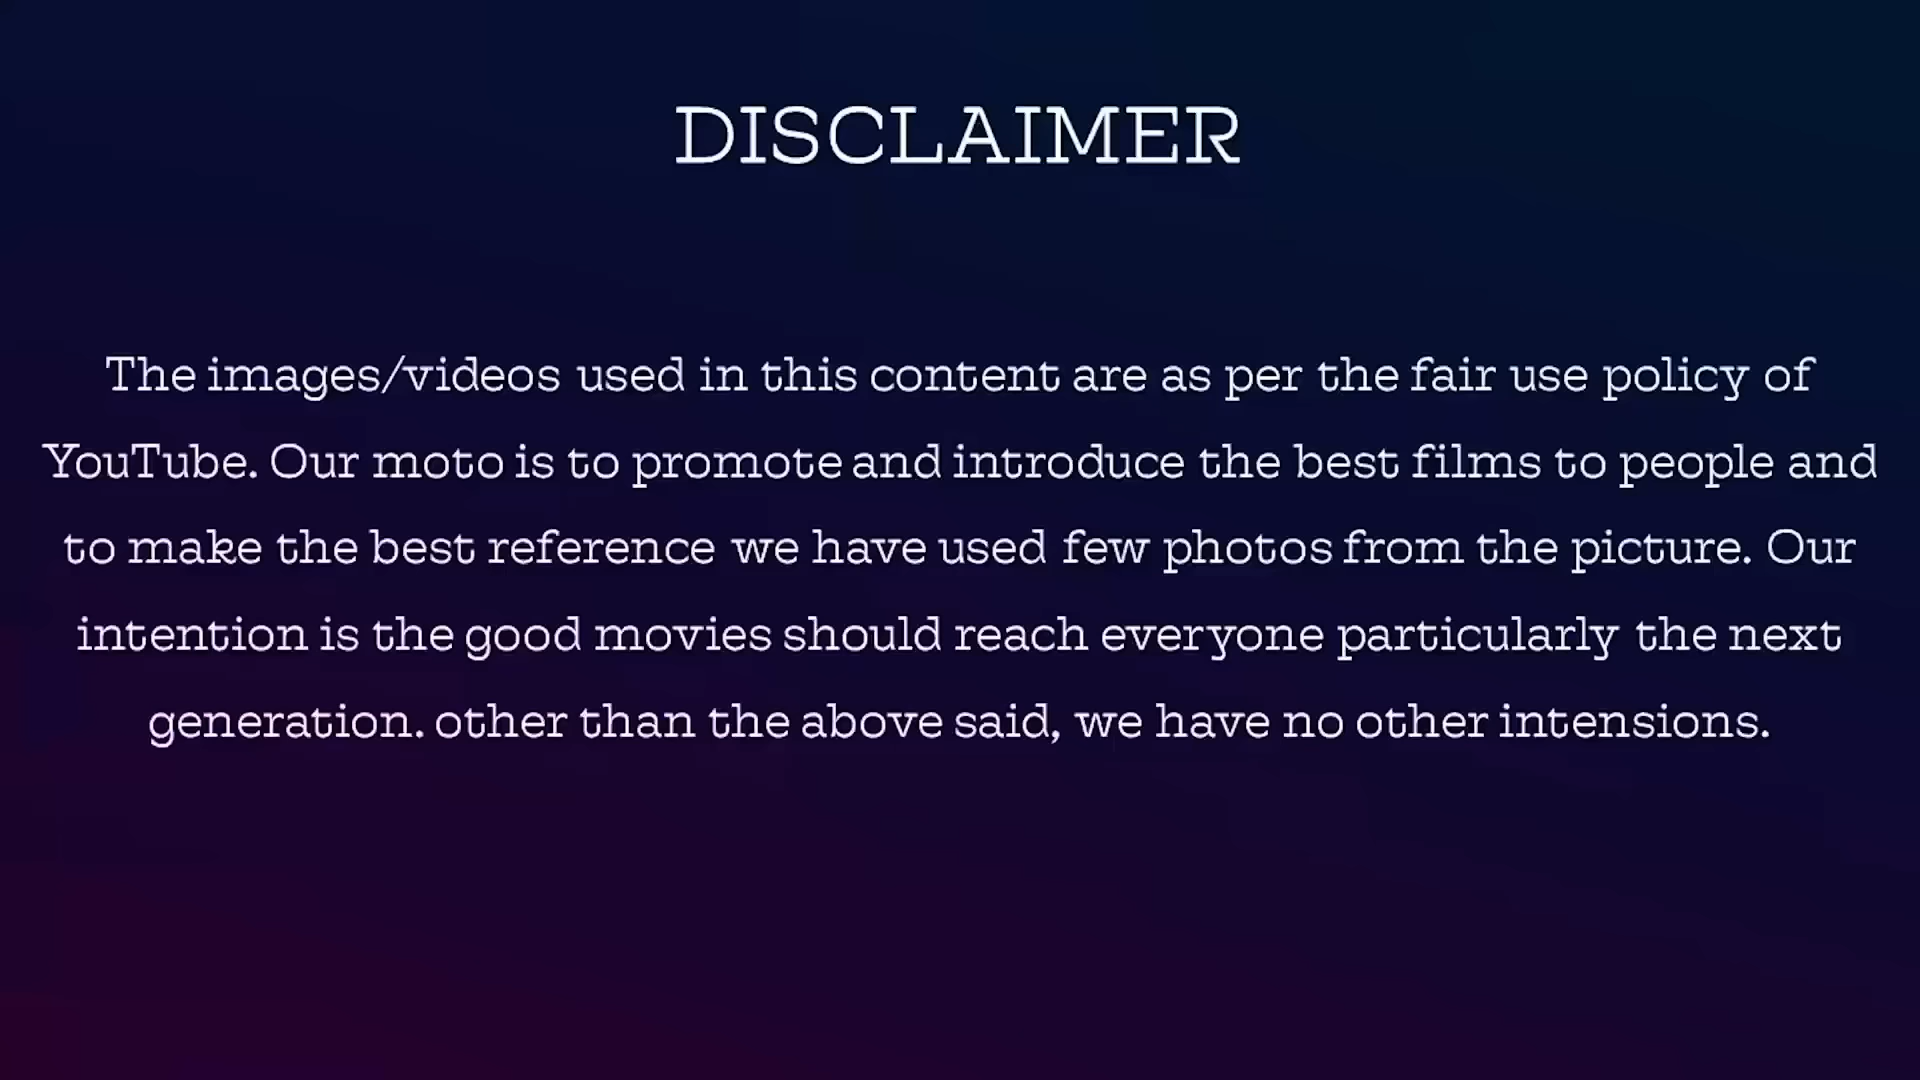 DISCLAIMER
The images/videos used in this content are as per the fair use policy of
YouTube. Our moto is to promote and introduce the best films to people and
to make the best reference we have used few photos from the picture. Our
intention is the good movies should reach everyone particularly the next
generation. other than the above said, we have no other intensions.